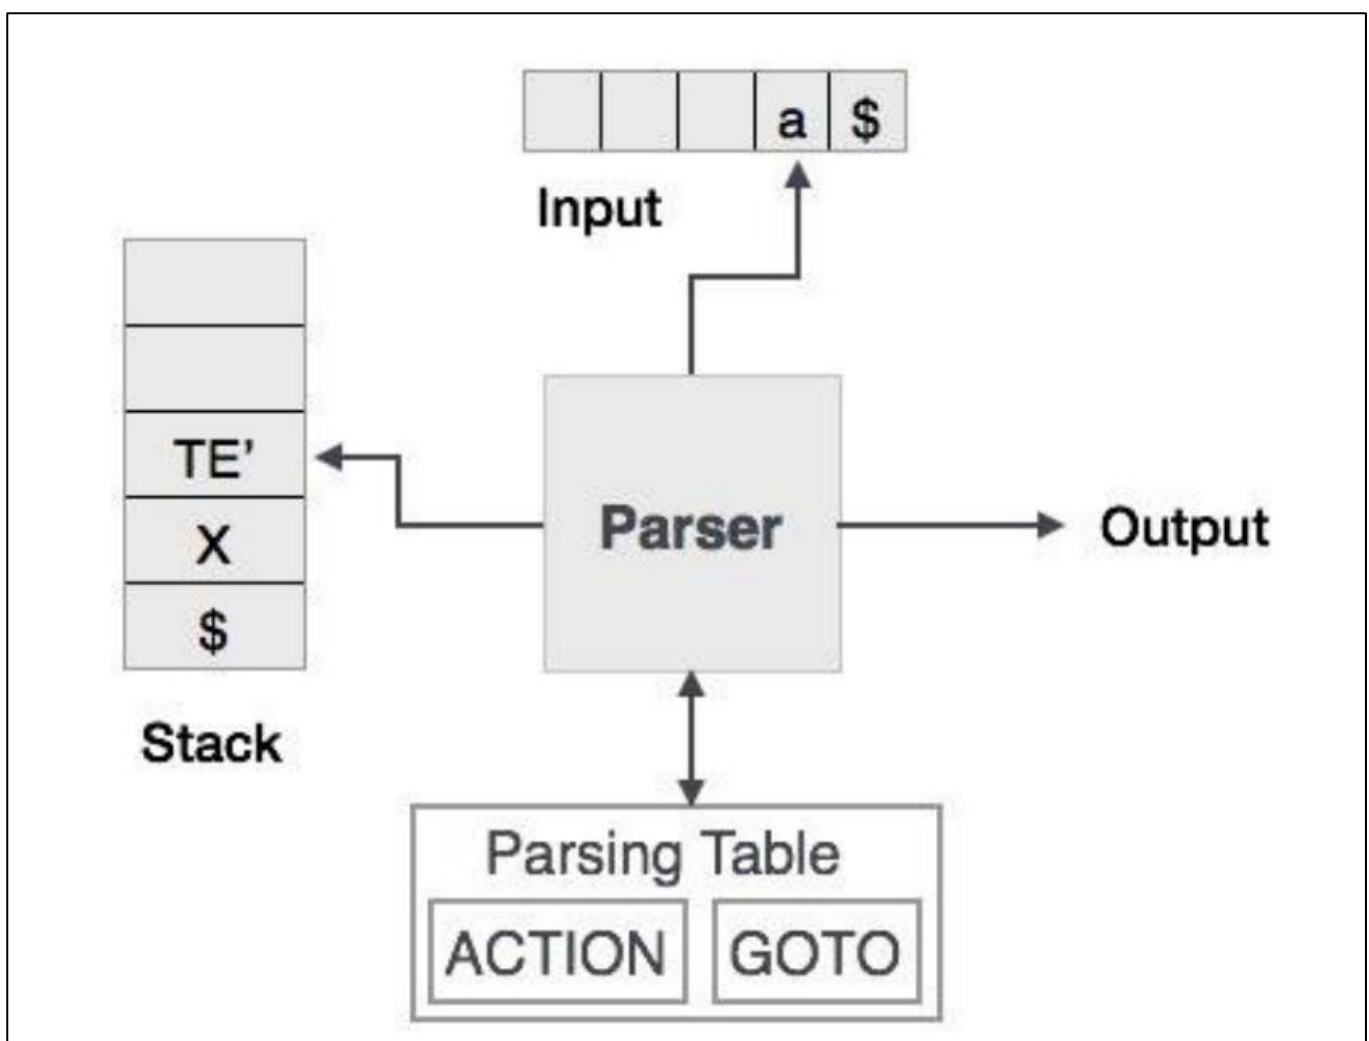 a $
Input
TE’
X
$
Stack
Parser
Output
Parsing Table
ACTION GOTO